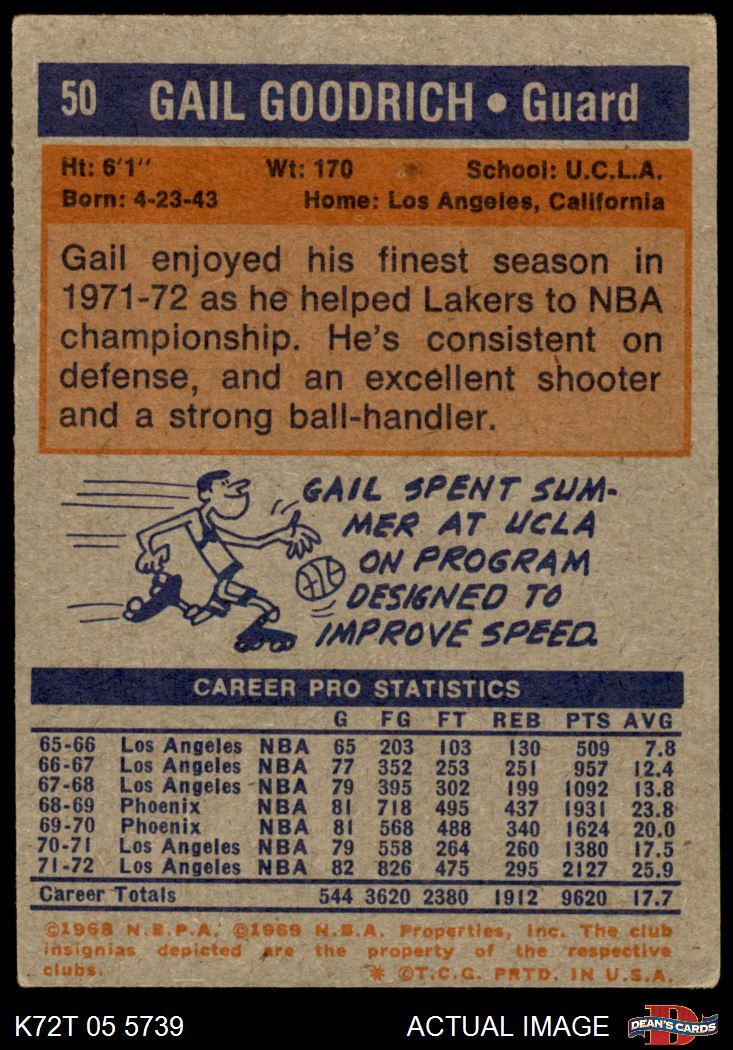 50 GAIL GOODRICH • Guard
Ht: 6'1" Wt: 170 School: U.C.L.A.
Born: 4-23-43 Home: Los Angeles, California
Gail enjoyed his finest season in
1971-72 as he helped Lakers to NBA
championship. He's consistent on
defense, and an excellent shooter
and a strong ball-handler.
GAIL SPENT SUM-
MER AT UCLA
ON PROGRAM
DESIGNED TO
IMPROVE SPEED.
CAREER PRO STATISTICS
G FG FT REB PTS AVG
65-66 Los Angeles NBA 65 203 103 130 509 7.8
66-67 Los Angeles NBA 77 352 253 251 957 12.4
67-68 Los Angeles NBA 79 395 302 199 1092 13.8
68-69 Phoenix NBA 81 718 495 437 1931 23.8
69-70 Phoenix NBA 81 568 488 340 1624 20.0
70-71 Los Angeles NBA 79 558 264 260 1380 17.5
71-72 Los Angeles NBA 82 826 475 295 2127 25.9
Career Totals 544 3620 2380 1912 9620 17.7
©1968 N.B.P.A. ©1969 N.B.A. Properties, Inc. The club
insignias depicted are the property of the respective
clubs. * ©T.C.G. PRTD. IN U.S.A.
K72T 05 5739 ACTUAL IMAGE D DEAN'S CARDS